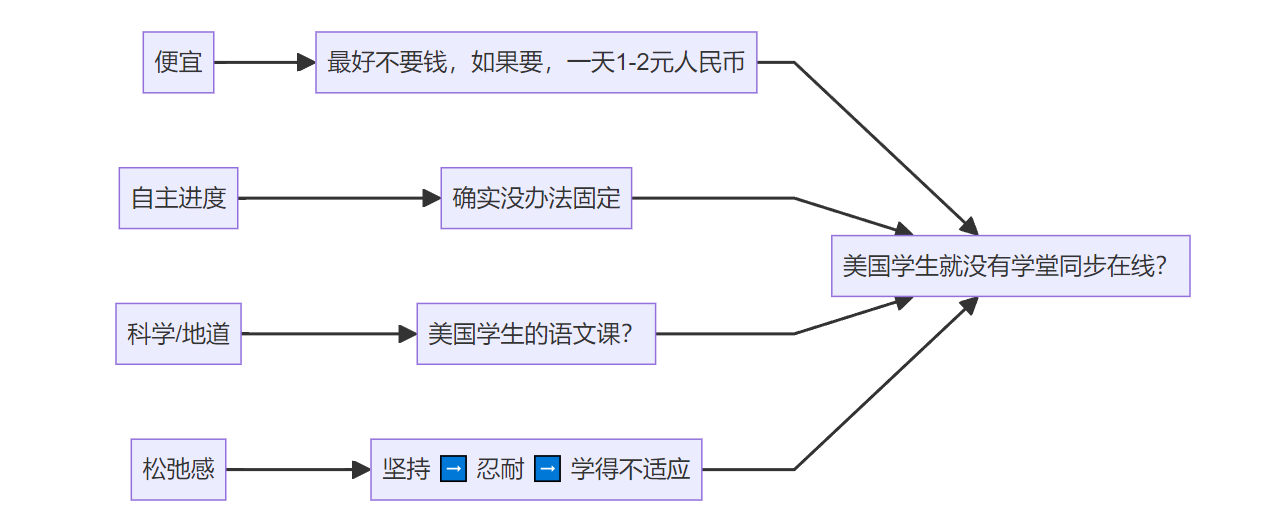 便宜
最好不要钱，如果要，一天1-2元人民币
自主进度
确实没办法固定
美国学生就没有学堂同步在线？
科学/地道
美国学生的语文课？
松弛感
坚持 ➡ 忍耐 ➡ 学得不适应